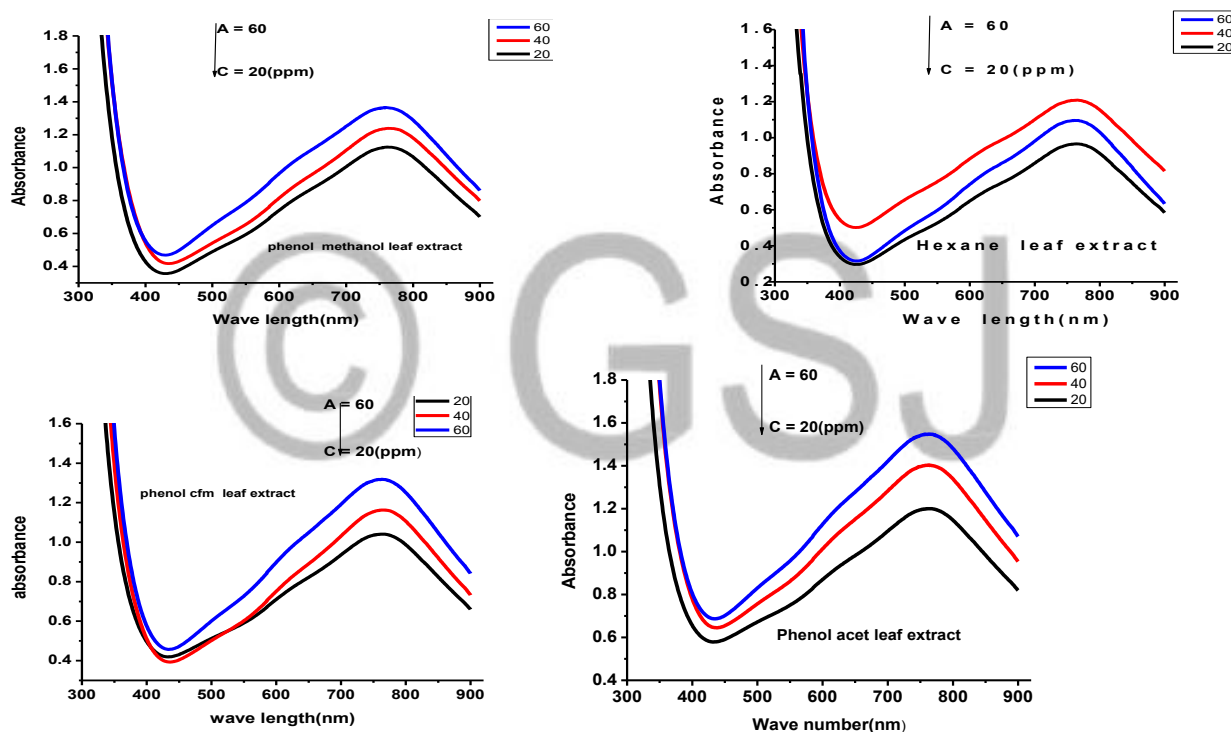 A = 60
C = 20(ppm)
60
40
20
1.8
1.6
1.4
1.2
1.0
0.8
0.6
0.4
Absorbance
phenol methanol leaf extract
300 400 500 600 700 800 900
Wave length(nm)
A = 60
C = 20(ppm)
60
40
20
1.6
1.4
1.2
1.0
0.8
0.6
0.4
0.2
Absorbance
Hexane leaf extract
300 400 500 600 700 800 900
Wave length(nm)
© GSJ
A = 60
C = 20(ppm)
20
40
60
1.6
1.4
1.2
1.0
0.8
0.6
0.4
absorbance
phenol cfm leaf extract
300 400 500 600 700 800 900
wave length(nm)
A = 60
C = 20(ppm)
60
40
20
1.8
1.6
1.4
1.2
1.0
0.8
0.6
0.4
Absorbance
Phenol acet leaf extract
300 400 500 600 700 800 900
Wave number(nm)